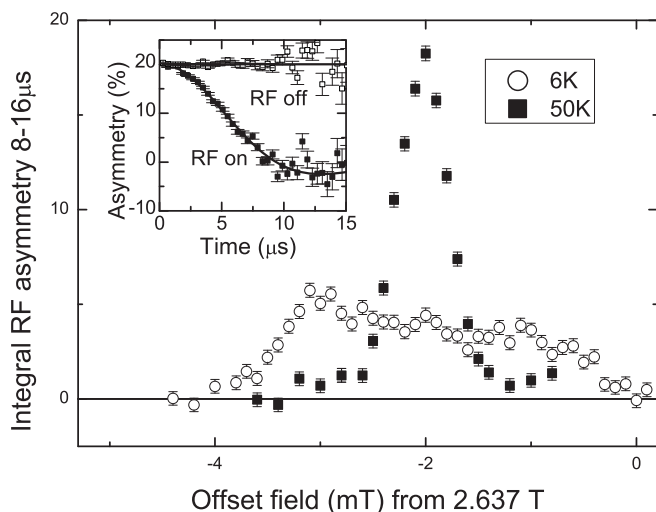 20
10
0
-4
-2
0
Integral RF asymmetry 8-16μs
Offset field (mT) from 2.637 T
6K
50K
20
10
0
-10
0
5
10
15
Asymmetry (%)
Time (μs)
RF off
RF on